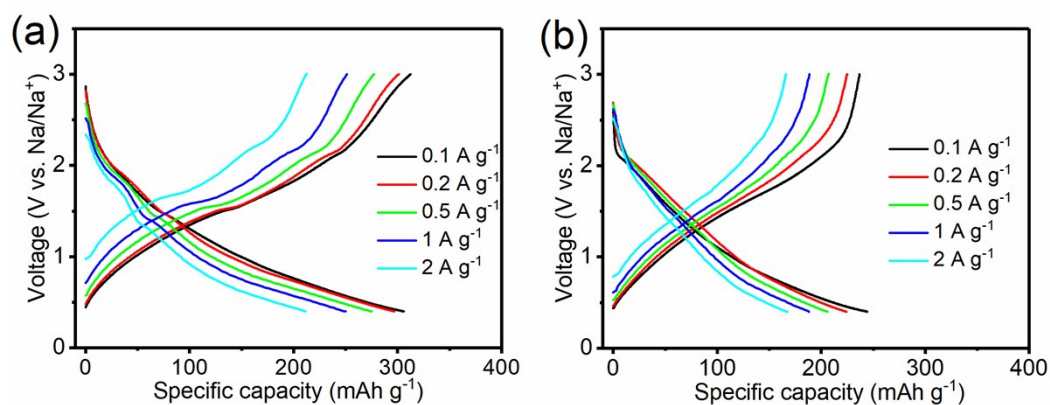 (a)
Voltage (V vs. Na/Na⁺)
3
2
1
0
0.1 A g⁻¹
0.2 A g⁻¹
0.5 A g⁻¹
1 A g⁻¹
2 A g⁻¹
0 100 200 300 400
Specific capacity (mAh g⁻¹)
(b)
Voltage (V vs. Na/Na⁺)
3
2
1
0
0.1 A g⁻¹
0.2 A g⁻¹
0.5 A g⁻¹
1 A g⁻¹
2 A g⁻¹
0 100 200 300 400
Specific capacity (mAh g⁻¹)